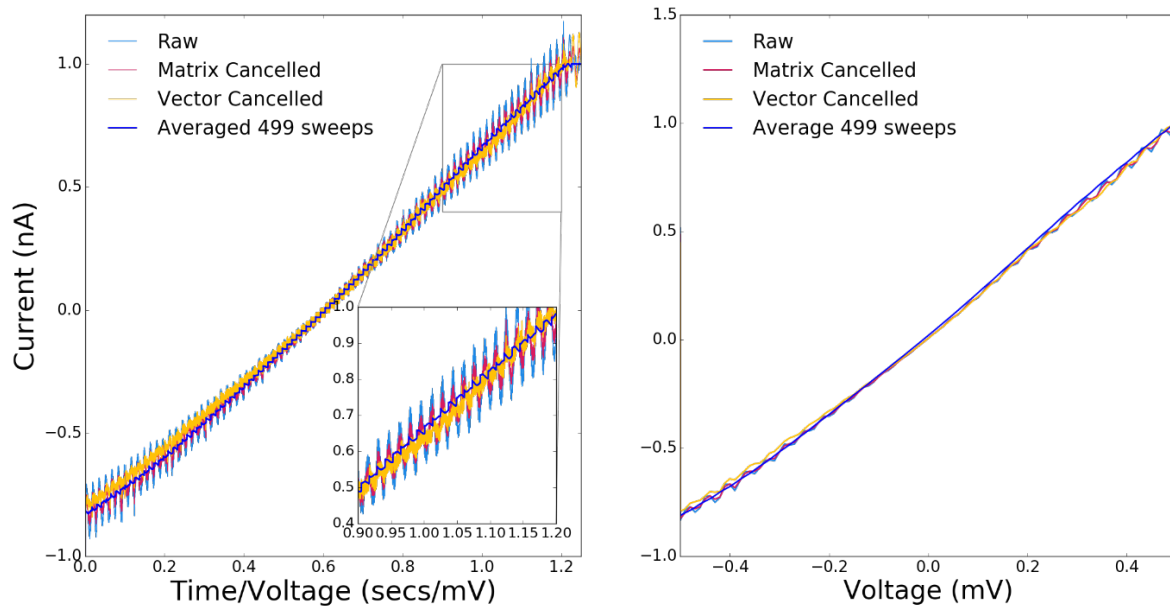 Current (nA)
1.0
0.5
0.0
−0.5
−1.0
Raw
Matrix Cancelled
Vector Cancelled
Averaged 499 sweeps
1.0
0.9
0.8
0.7
0.6
0.5
0.4
0.90 0.95 1.00 1.05 1.10 1.15 1.20
0.0 0.2 0.4 0.6 0.8 1.0 1.2
Time/Voltage (secs/mV)
1.5
1.0
0.5
0.0
−0.5
−1.0
Raw
Matrix Cancelled
Vector Cancelled
Average 499 sweeps
−0.4 −0.2 0.0 0.2 0.4
Voltage (mV)